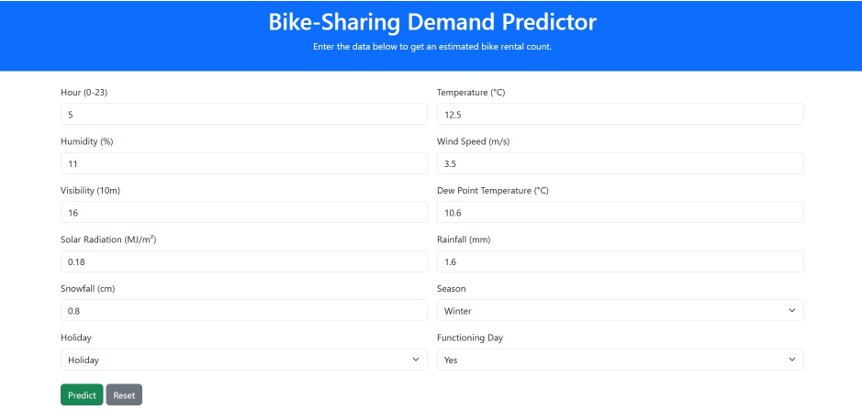 Bike-Sharing Demand Predictor
Enter the data below to get an estimated bike rental count.
Hour (0-23)
Temperature (°C)
5
12.5
Humidity (%)
Wind Speed (m/s)
11
3.5
Visibility (10m)
Dew Point Temperature (°C)
16
10.6
Solar Radiation (MJ/m²)
Rainfall (mm)
0.18
1.6
Snowfall (cm)
Season
0.8
Winter
Holiday
Functioning Day
Holiday
Yes
Predict
Reset